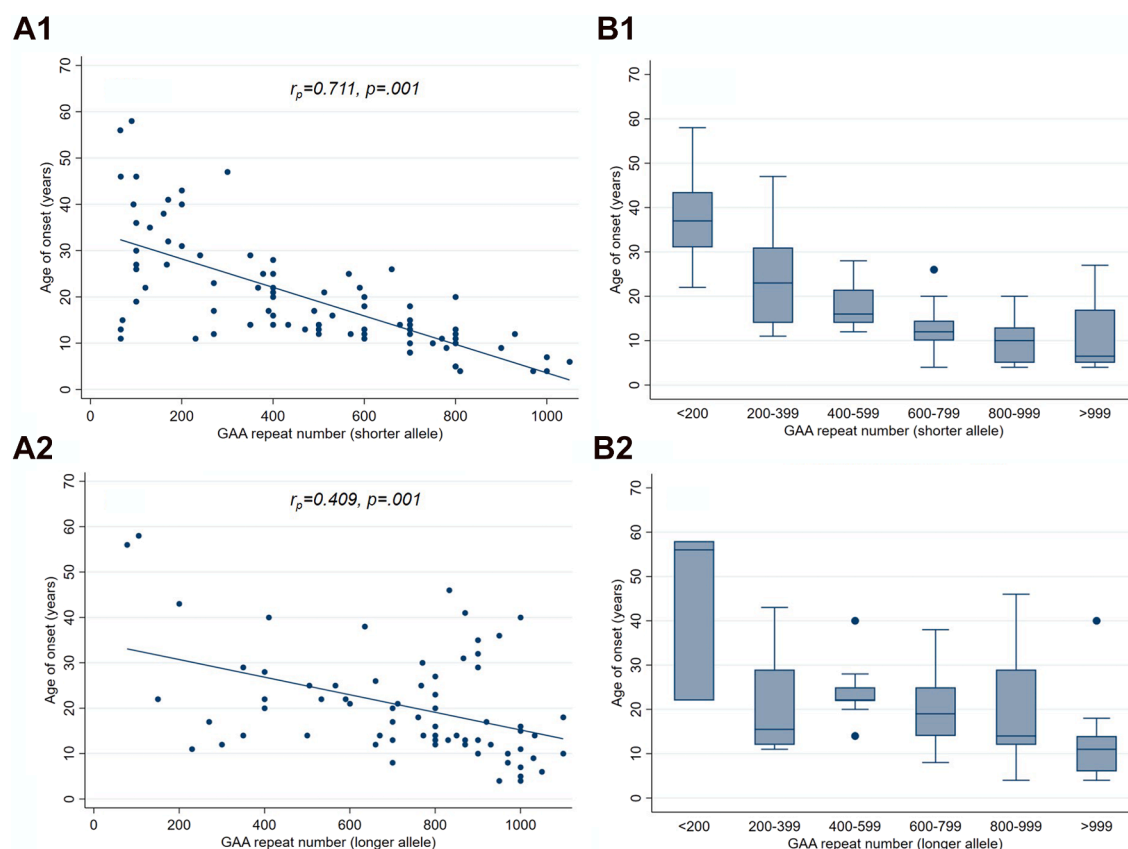 A1
r_p=0.711, p=.001
Age of onset (years)
70
60
50
40
30
20
10
0
0 200 400 600 800 1000
GAA repeat number (shorter allele)
B1
Age of onset (years)
70
60
50
40
30
20
10
0
<200 200-399 400-599 600-799 800-999 >999
GAA repeat number (shorter allele)
A2
r_p=0.409, p=.001
Age of onset (years)
70
60
50
40
30
20
10
0
0 200 400 600 800 1000
GAA repeat number (longer allele)
B2
Age of onset (years)
70
60
50
40
30
20
10
0
<200 200-399 400-599 600-799 800-999 >999
GAA repeat number (longer allele)